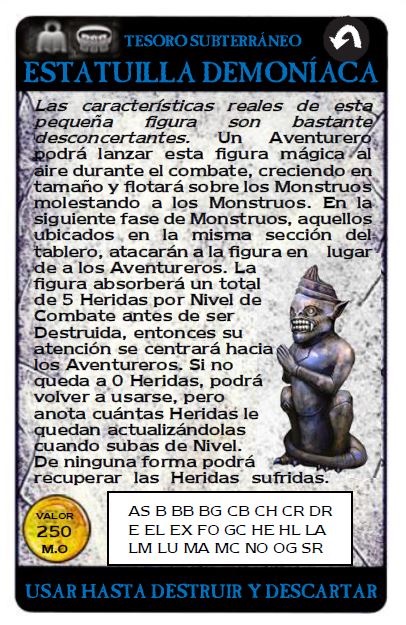 TESORO SUBTERRÁNEO
ESTATUILLA DEMONÍACA
Las características reales de esta
pequeña figura son bastante
desconcertantes. Un Aventurero
podrá lanzar esta figura mágica al
aire durante el combate, creciendo en
tamaño y flotará sobre los Monstruos
molestando a los Monstruos. En la
siguiente fase de Monstruos, aquellos
ubicados en la misma sección del
tablero, atacarán a la figura en lugar
de a los Aventureros. La
figura absorberá un total
de 5 Heridas por Nivel de
Combate antes de ser
Destruida, entonces su
atención se centrará hacia
los Aventureros. Si no
queda a 0 Heridas, podrá
volver a usarse, pero
anota cuántas Heridas le
quedan actualizándolas
cuando subas de Nivel.
De ninguna forma podrá
recuperar las Heridas sufridas.
VALOR
250
M.O
AS B BB BG CB CH CR DR
E EL EX FO GC HE HL LA
LM LU MA MC NO OG SR
USAR HASTA DESTRUIR Y DESCARTAR